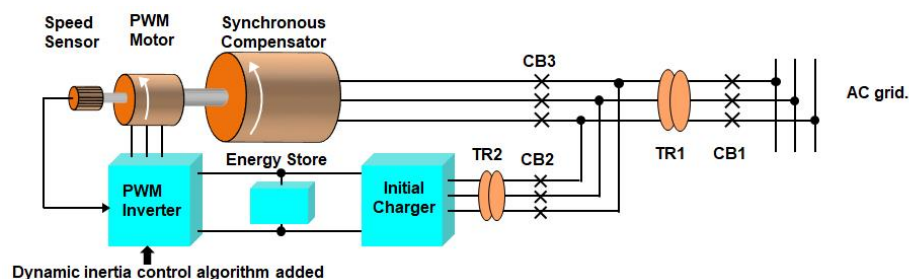 Speed
Sensor
PWM
Motor
Synchronous
Compensator
CB3
AC grid.
TR1
CB1
Energy Store
TR2
CB2
PWM
Inverter
Initial
Charger
Dynamic inertia control algorithm added